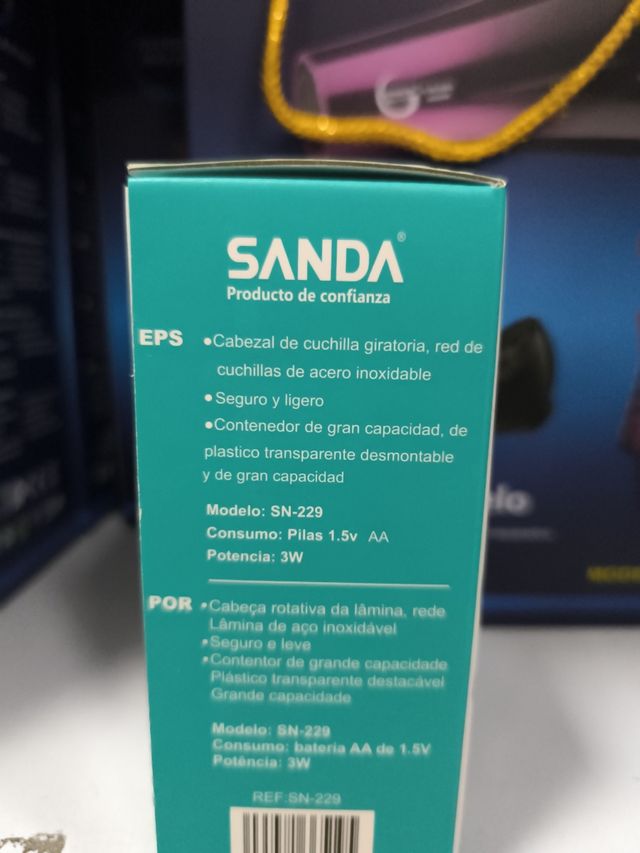 SANDA®
Producto de confianza
EPS •Cabezal de cuchilla giratoria, red de
cuchillas de acero inoxidable
•Seguro y ligero
•Contenedor de gran capacidad, de
plastico transparente desmontable
y de gran capacidad
Modelo: SN-229
Consumo: Pilas 1.5v AA
Potencia: 3W
POR •Cabeça rotativa da lâmina, rede
Lâmina de aço inoxidável
•Seguro e leve
•Contentor de grande capacidade
Plástico transparente destacável
Grande capacidade
Modelo: SN-229
Consumo: bateria AA de 1.5V
Potência: 3W
REF:SN-229